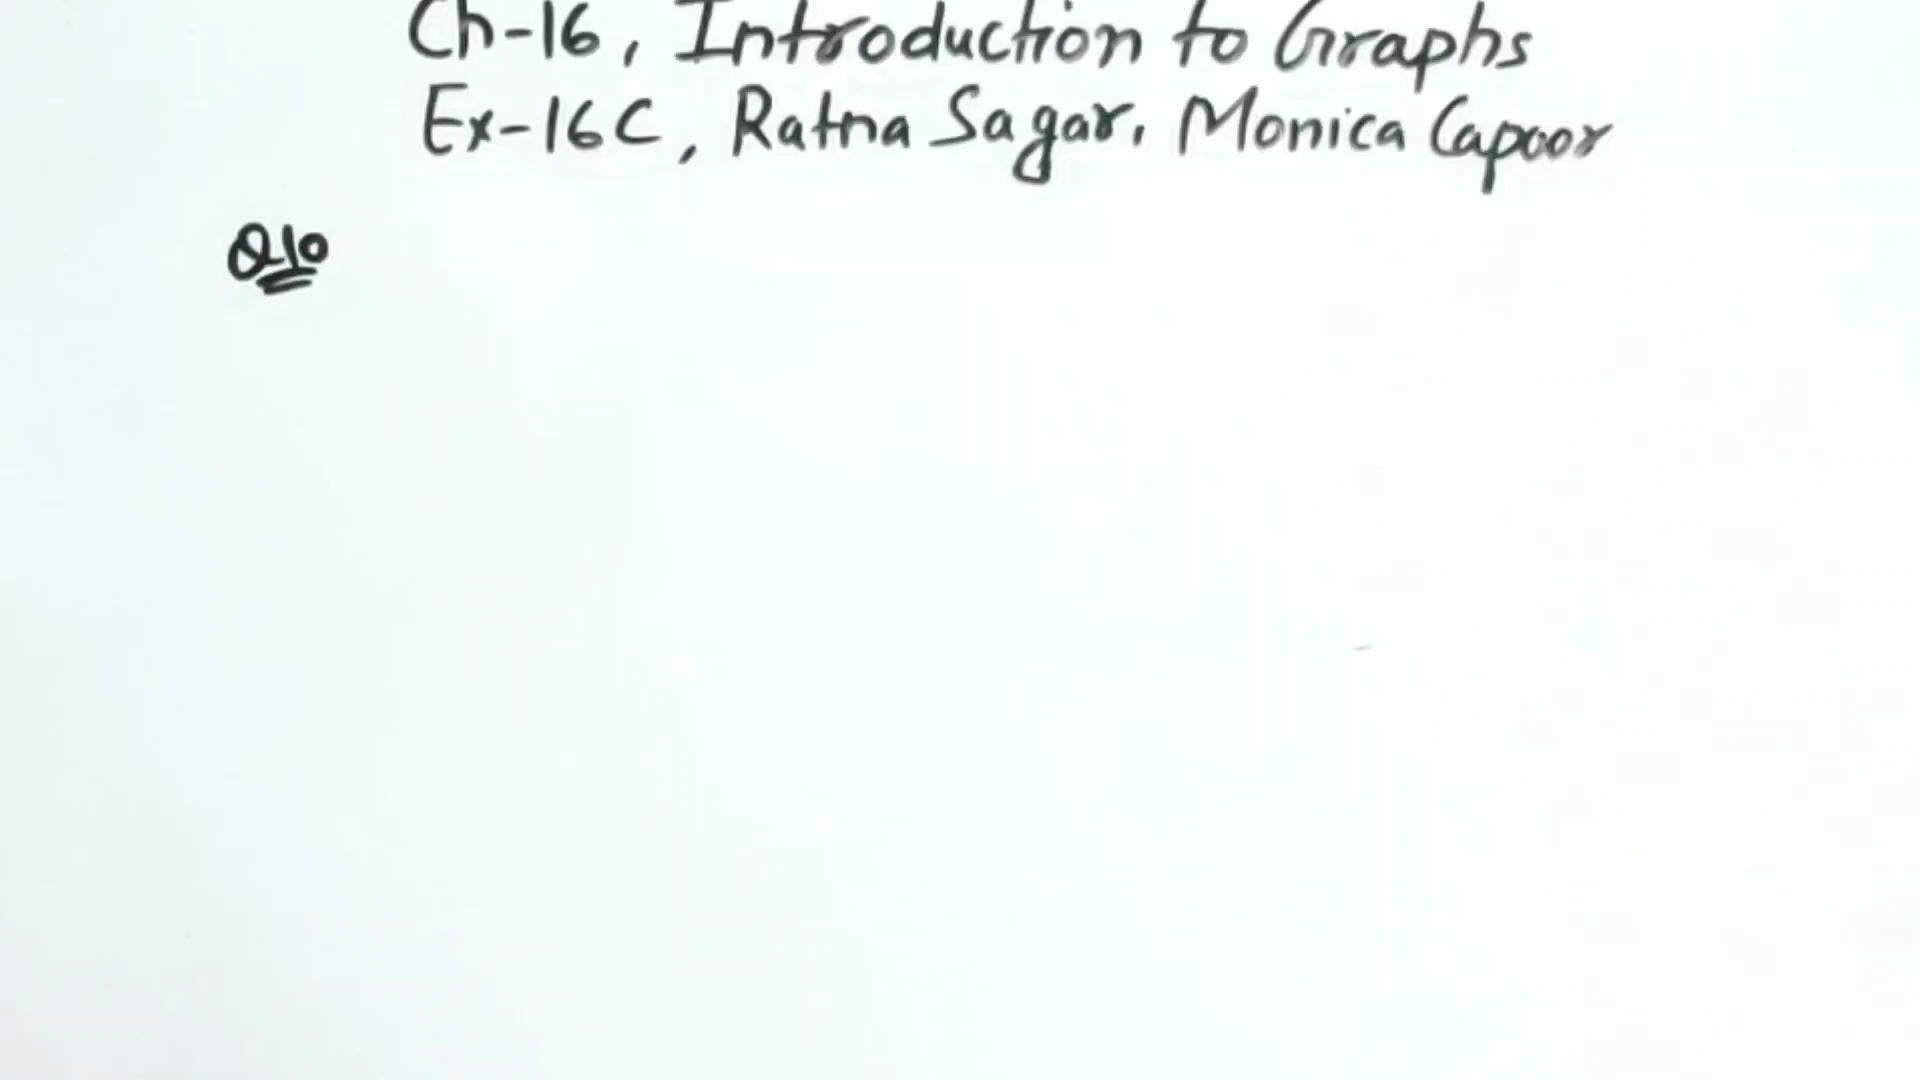 Ch-16, Introduction to Graphs
Ex-16C, Ratna Sagar. Monica Capoor
Q10